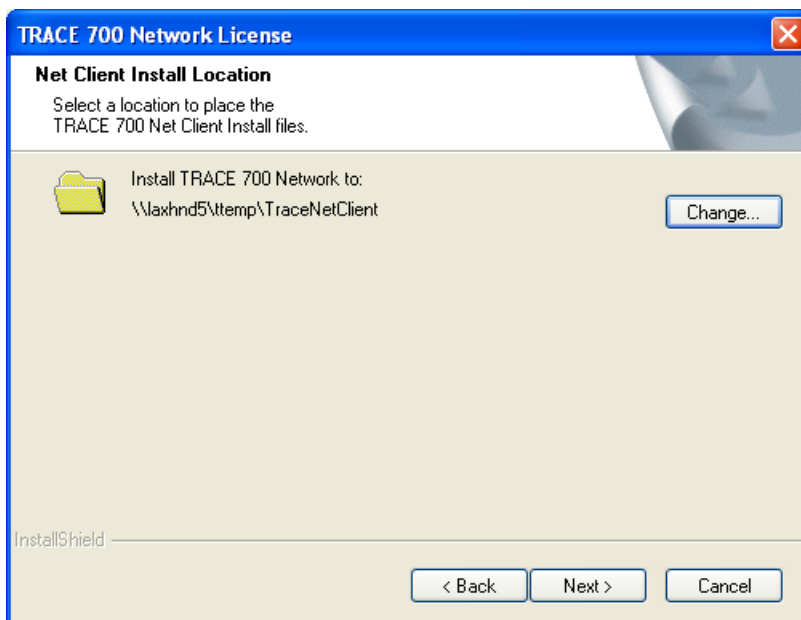 TRACE 700 Network License
Net Client Install Location
Select a location to place the
TRACE 700 Net Client Install files.
Install TRACE 700 Network to:
\\laxhnd5\ttemp\TraceNetClient
Change...
InstallShield
< Back
Next >
Cancel